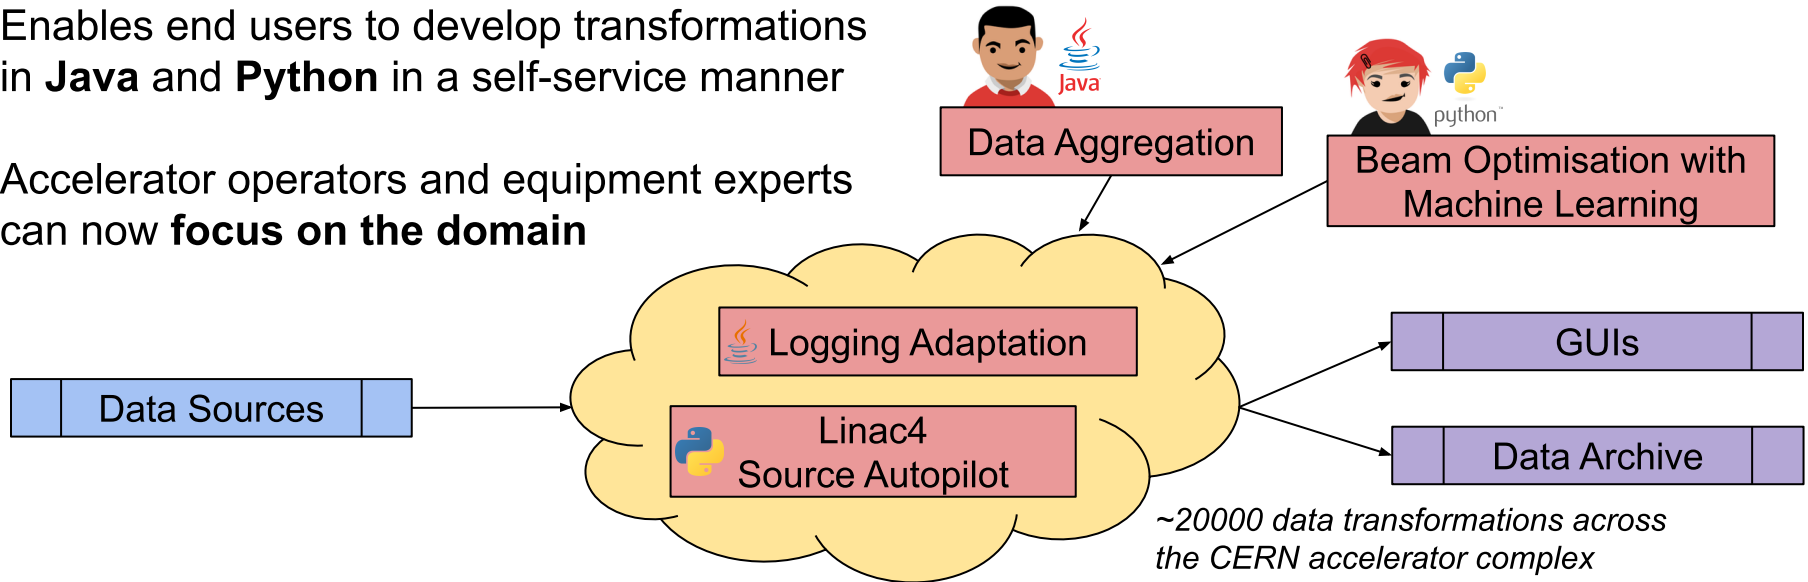 Enables end users to develop transformations
in Java and Python in a self-service manner
Accelerator operators and equipment experts
can now focus on the domain
Java
Data Aggregation
python™
Beam Optimisation with
Machine Learning
Logging Adaptation
Linac4
Source Autopilot
Data Sources
GUIs
Data Archive
~20000 data transformations across
the CERN accelerator complex